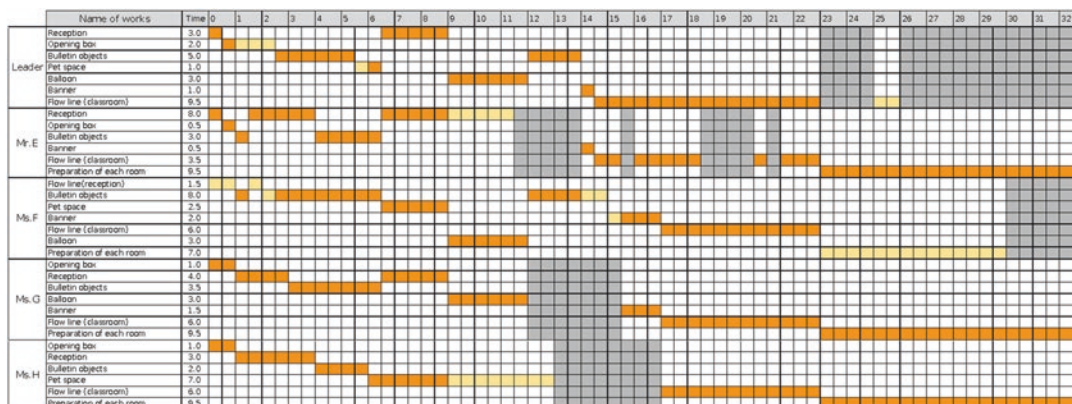 Name of works Time 0 1 2 3 4 5 6 7 8 9 10 11 12 13 14 15 16 17 18 19 20 21 22 23 24 25 26 27 28 29 30 31 32
Leader
Reception 3.0
Opening box 2.0
Bulletin objects 5.0
Pet space 1.0
Balloon 3.0
Banner 1.0
Flow line (classroom) 9.5
Mr.E
Reception 8.0
Opening box 0.5
Bulletin objects 3.0
Banner 0.5
Flow line (classroom) 3.5
Preparation of each room 9.5
Ms.F
Flow line(reception) 1.5
Bulletin objects 8.0
Pet space 2.5
Banner 2.0
Flow line (classroom) 6.0
Balloon 3.0
Preparation of each room 7.0
Ms.G
Opening box 1.0
Reception 4.0
Bulletin objects 3.5
Balloon 3.0
Banner 1.5
Flow line (classroom) 6.0
Preparation of each room 9.5
Ms.H
Opening box 1.0
Reception 3.0
Bulletin objects 2.0
Pet space 7.0
Flow line (classroom) 6.0
Preparation of each room 9.5